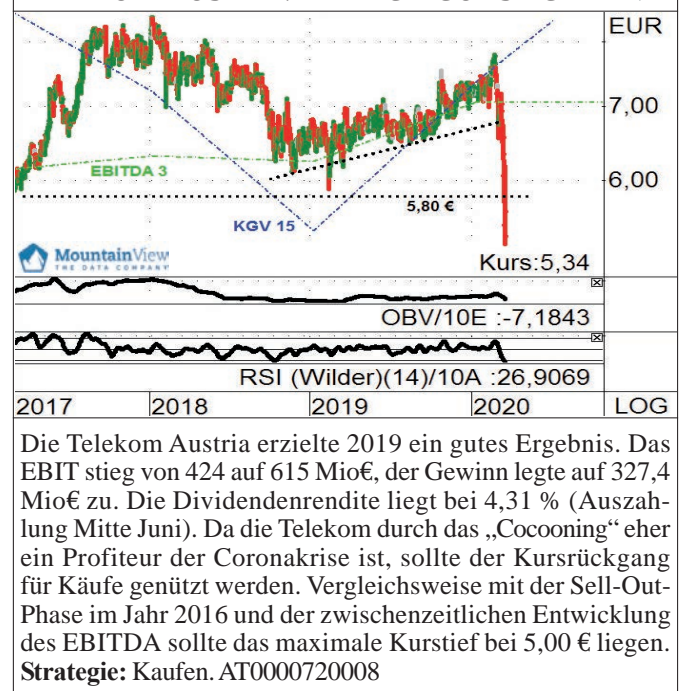 EUR
7,00
EBITDA 3
6,00
5,80 €
KGV 15
MountainView
THE DATA COMPANY
Kurs:5,34
OBV/10E :-7,1843
RSI (Wilder)(14)/10A :26,9069
2017 2018 2019 2020 LOG
Die Telekom Austria erzielte 2019 ein gutes Ergebnis. Das
EBIT stieg von 424 auf 615 Mio€, der Gewinn legte auf 327,4
Mio€ zu. Die Dividendenrendite liegt bei 4,31 % (Auszah-
lung Mitte Juni). Da die Telekom durch das „Cocooning“ eher
ein Profiteur der Coronakrise ist, sollte der Kursrückgang
für Käufe genützt werden. Vergleichsweise mit der Sell-Out-
Phase im Jahr 2016 und der zwischenzeitlichen Entwicklung
des EBITDA sollte das maximale Kurstief bei 5,00 € liegen.
Strategie: Kaufen. AT0000720008